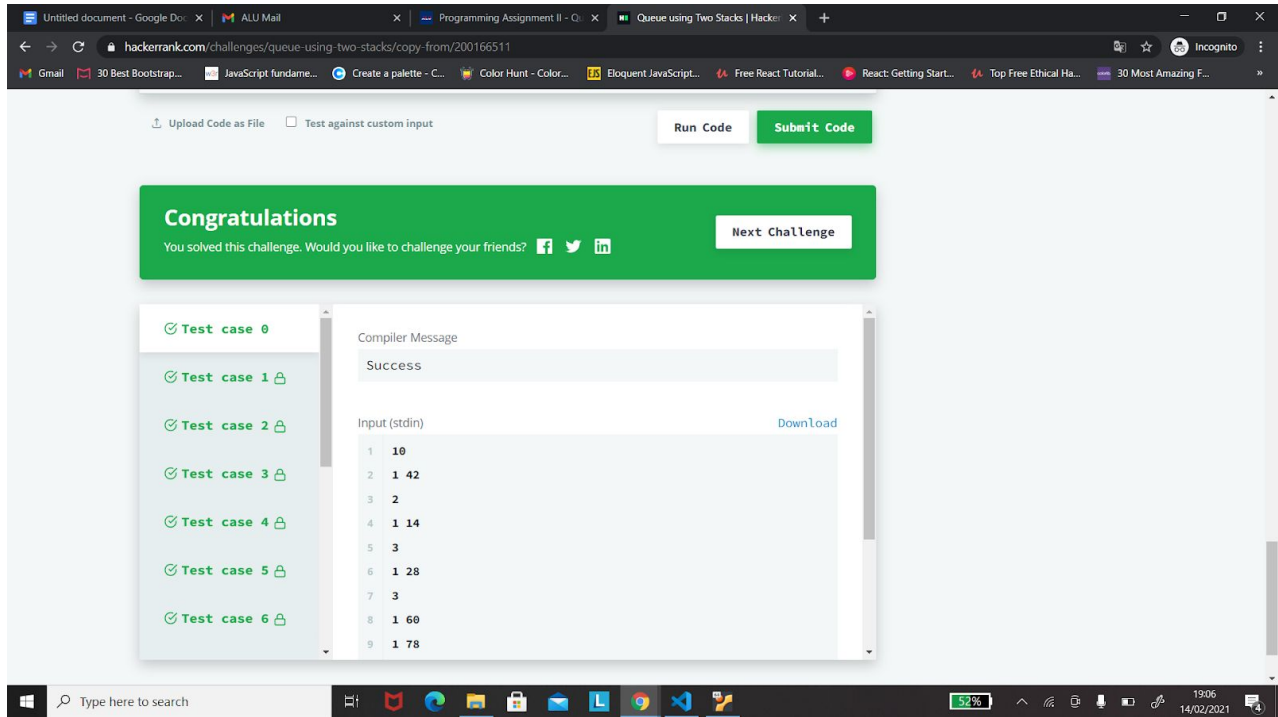 Untitled document - Google Doc
ALU Mail
Programming Assignment II - Qu
Queue using Two Stacks | Hacker
hackerrank.com/challenges/queue-using-two-stacks/copy-from/200166511
Incognito
Gmail
30 Best Bootstrap...
JavaScript fundame...
Create a palette - C...
Color Hunt - Color...
Eloquent JavaScript...
Free React Tutorial...
React: Getting Start...
Top Free Ethical Ha...
30 Most Amazing F...
»
Upload Code as File
Test against custom input
Run Code
Submit Code
Congratulations
You solved this challenge. Would you like to challenge your friends?
Next Challenge
Test case 0
Test case 1
Test case 2
Test case 3
Test case 4
Test case 5
Test case 6
Compiler Message
Success
Input (stdin)
Download
1 10
2 1 42
3 2
4 1 14
5 3
6 1 28
7 3
8 1 60
9 1 78
Type here to search
52%
19:06
14/02/2021